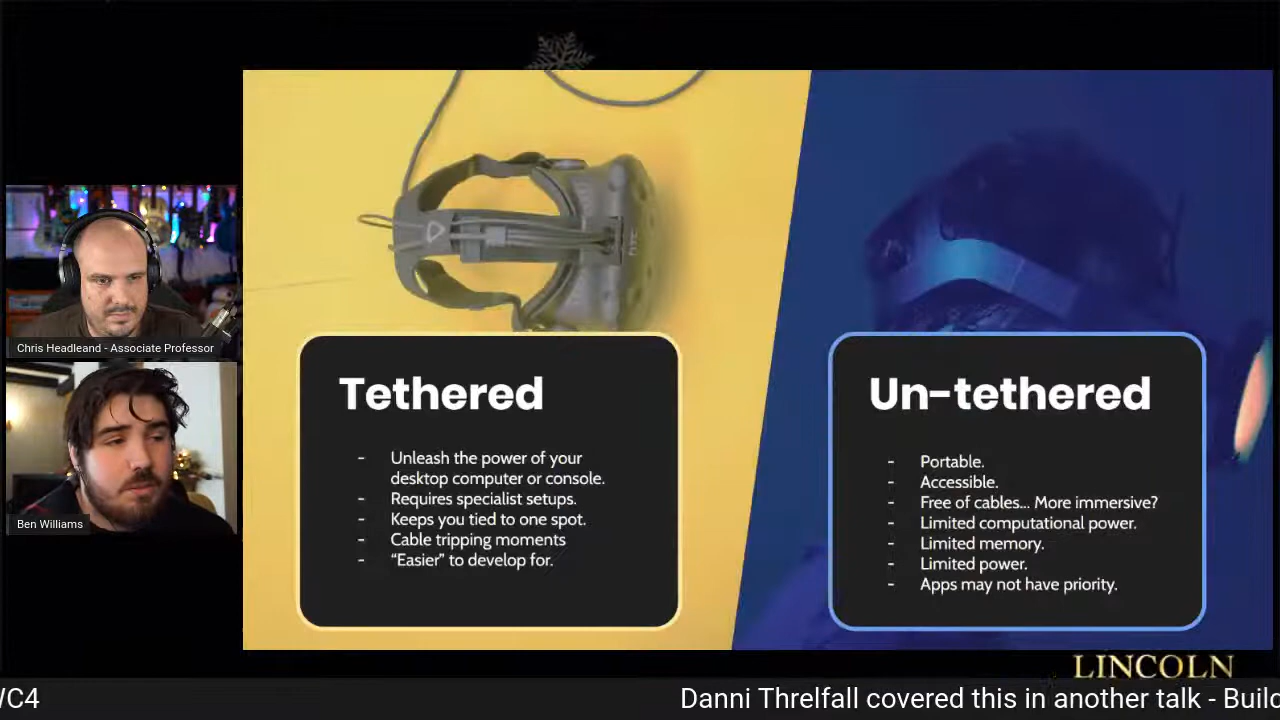 Tethered
- Unleash the power of your
desktop computer or console.
- Requires specialist setups.
- Keeps you tied to one spot.
- Cable tripping moments
- “Easier” to develop for.
Un-tethered
- Portable.
- Accessible.
- Free of cables... More immersive?
- Limited computational power.
- Limited memory.
- Limited power.
- Apps may not have priority.
Chris Headleand - Associate Professor
Ben Williams
LINCOLN
C4
Danni Threlfall covered this in another talk - Build